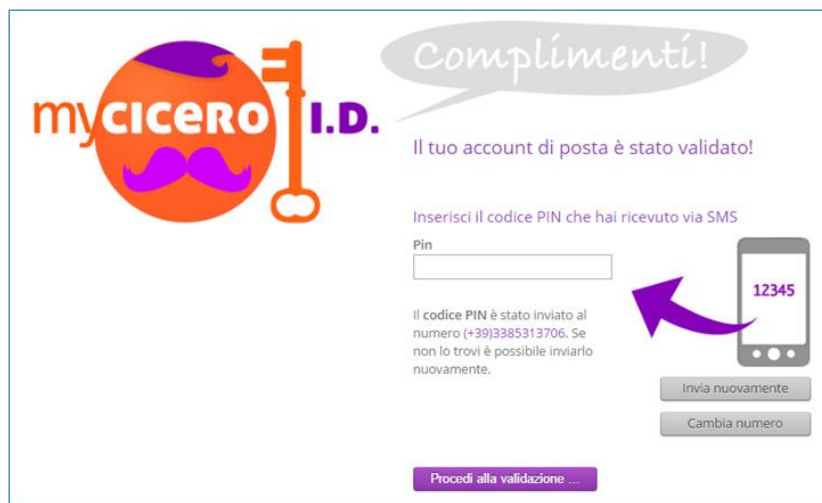 Complimenti!
mycicero I.D.
Il tuo account di posta è stato validato!
Inserisci il codice PIN che hai ricevuto via SMS
Pin
12345
Il codice PIN è stato inviato al
numero (+39)3385313706. Se
non lo trovi è possibile inviarlo
nuovamente.
Invia nuovamente
Cambia numero
Procedi alla validazione ...